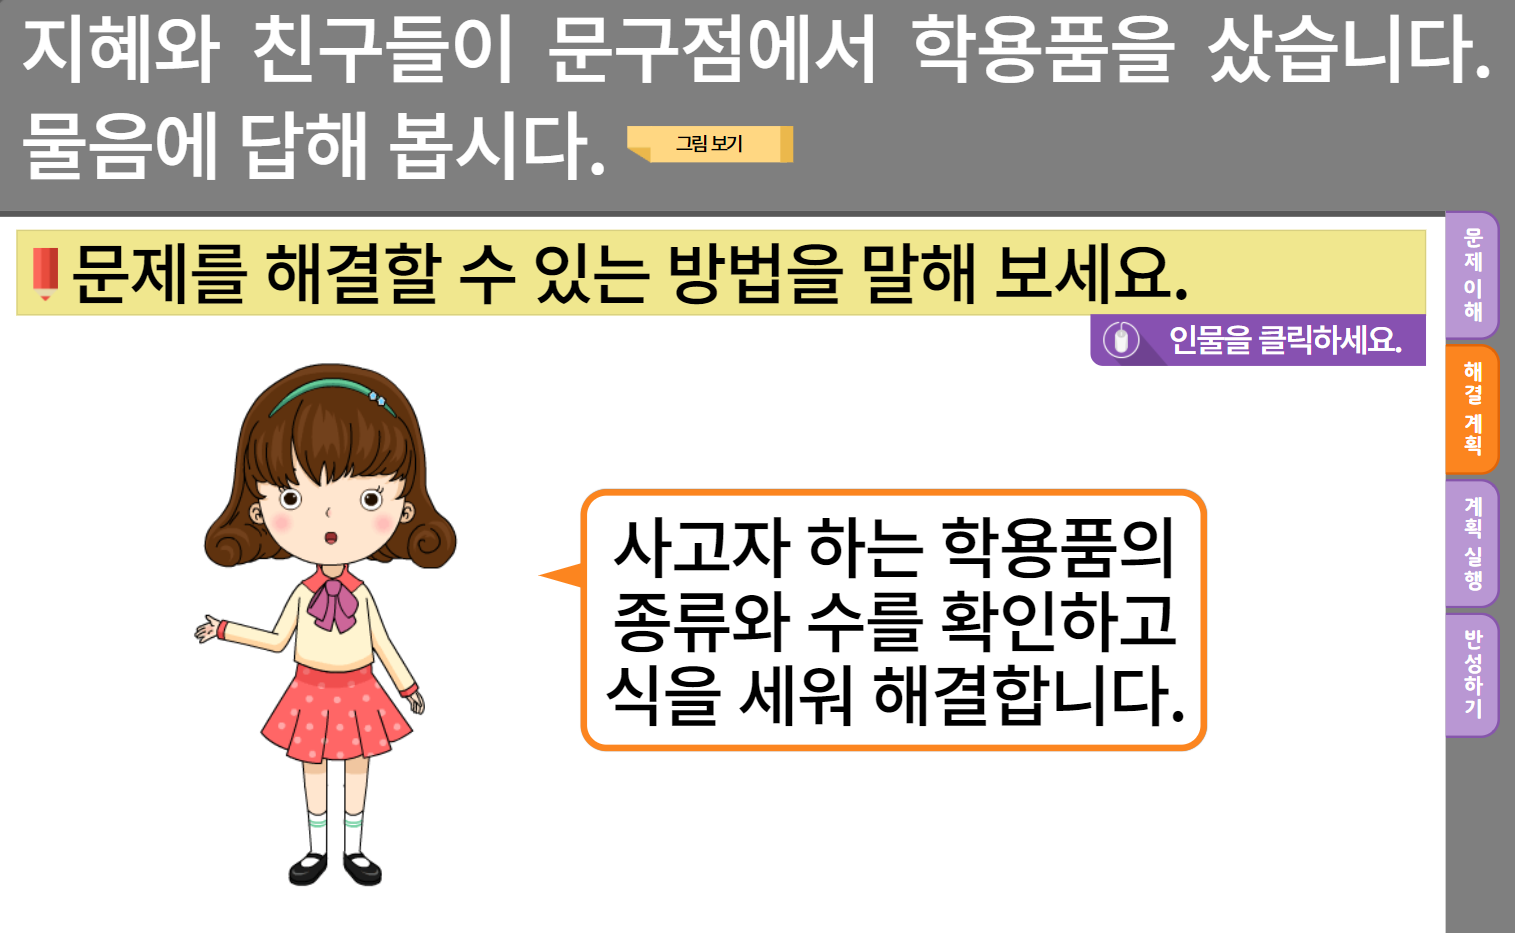 지혜와 친구들이 문구점에서 학용품을 샀습니다.
물음에 답해 봅시다.
그림 보기
문제를 해결할 수 있는 방법을 말해 보세요.
인물을 클릭하세요.
사고자 하는 학용품의
종류와 수를 확인하고
식을 세워 해결합니다.
문제 이해
해결 계획
계획 실행
반성하기